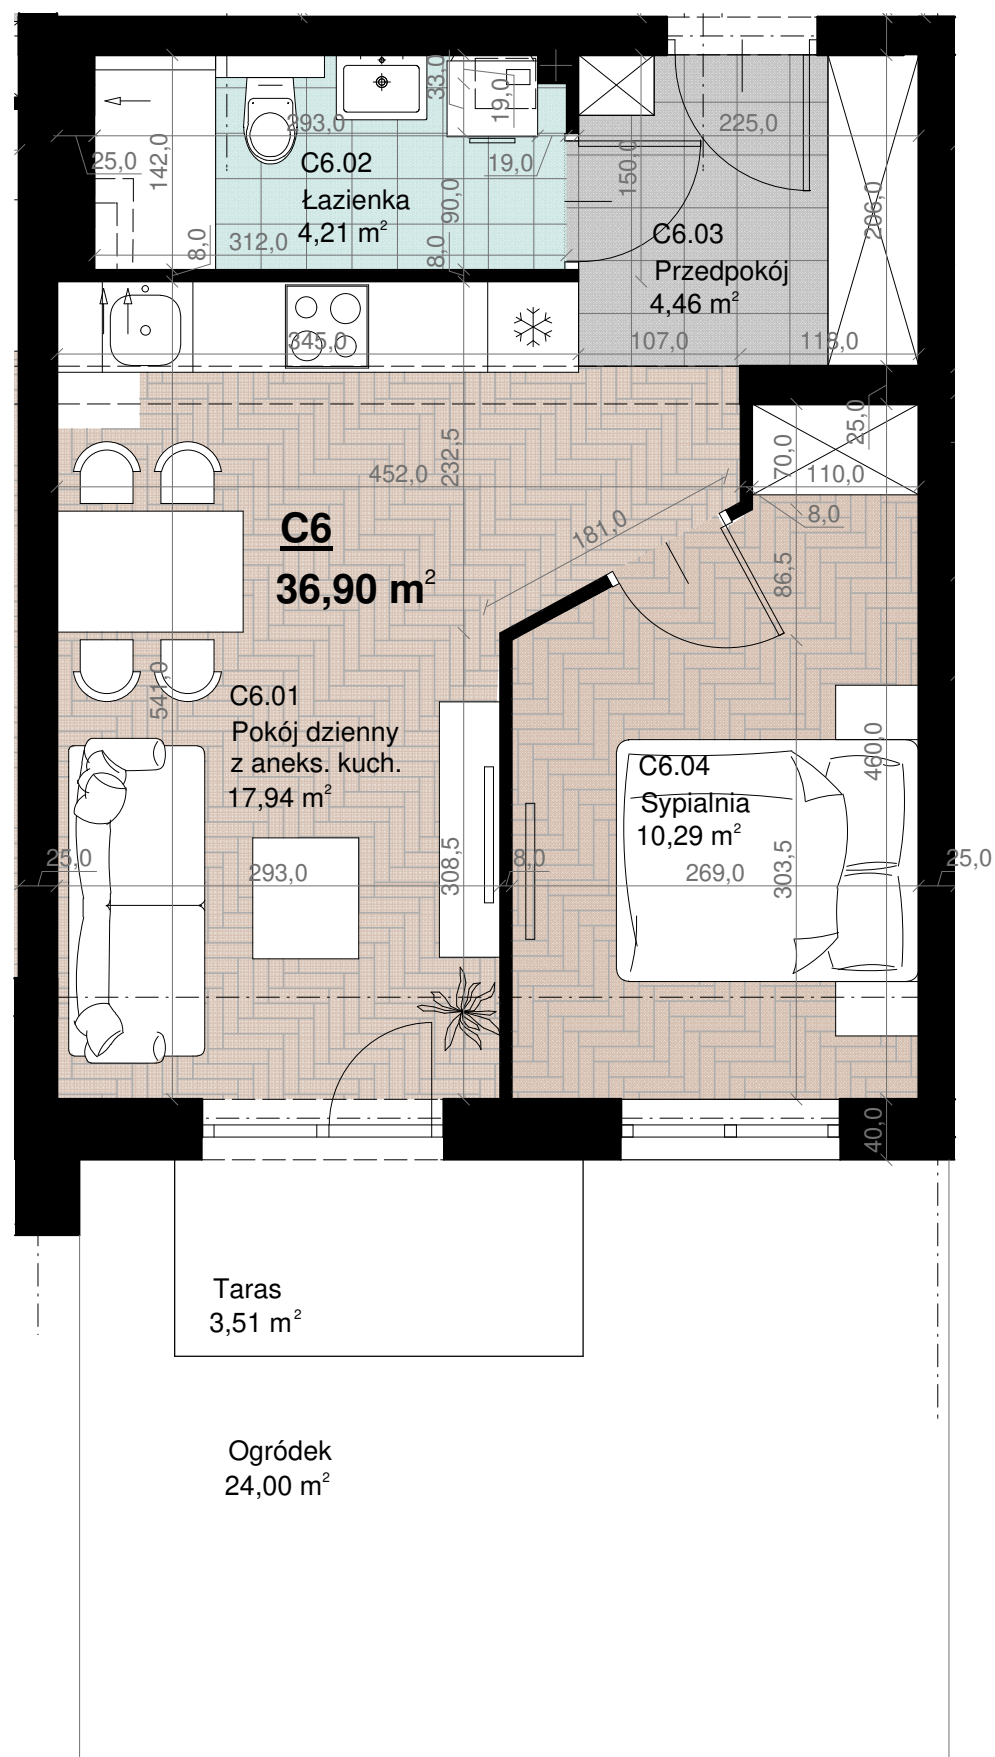 293,0
33,0
19,0
225,0
25,0
142,0
C6.02
Łazienka
4,21 m²
19,0
150,0
90,0
206,0
8,0
312,0
8,0
C6.03
Przedpokój
4,46 m²
345,0
107,0
118,0
25,0
452,0
232,5
70,0
110,0
8,0
181,0
86,5
C6
36,90 m²
541,0
C6.01
Pokój dzienny
z aneks. kuch.
17,94 m²
460,0
C6.04
Sypialnia
10,29 m²
25,0
293,0
308,5
8,0
269,0
303,5
25,0
40,0
Taras
3,51 m²
Ogródek
24,00 m²